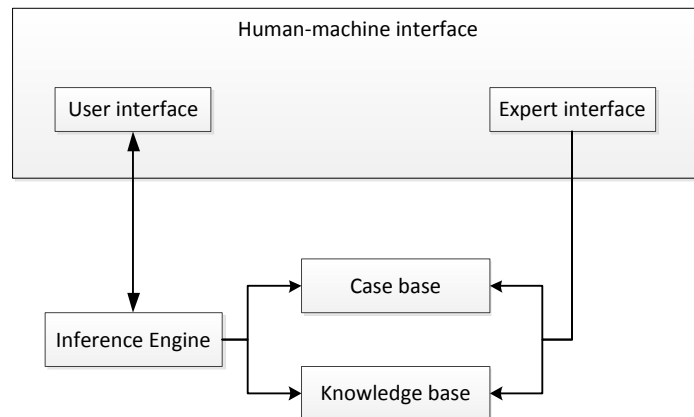 Human-machine interface
User interface
Expert interface
Case base
Inference Engine
Knowledge base